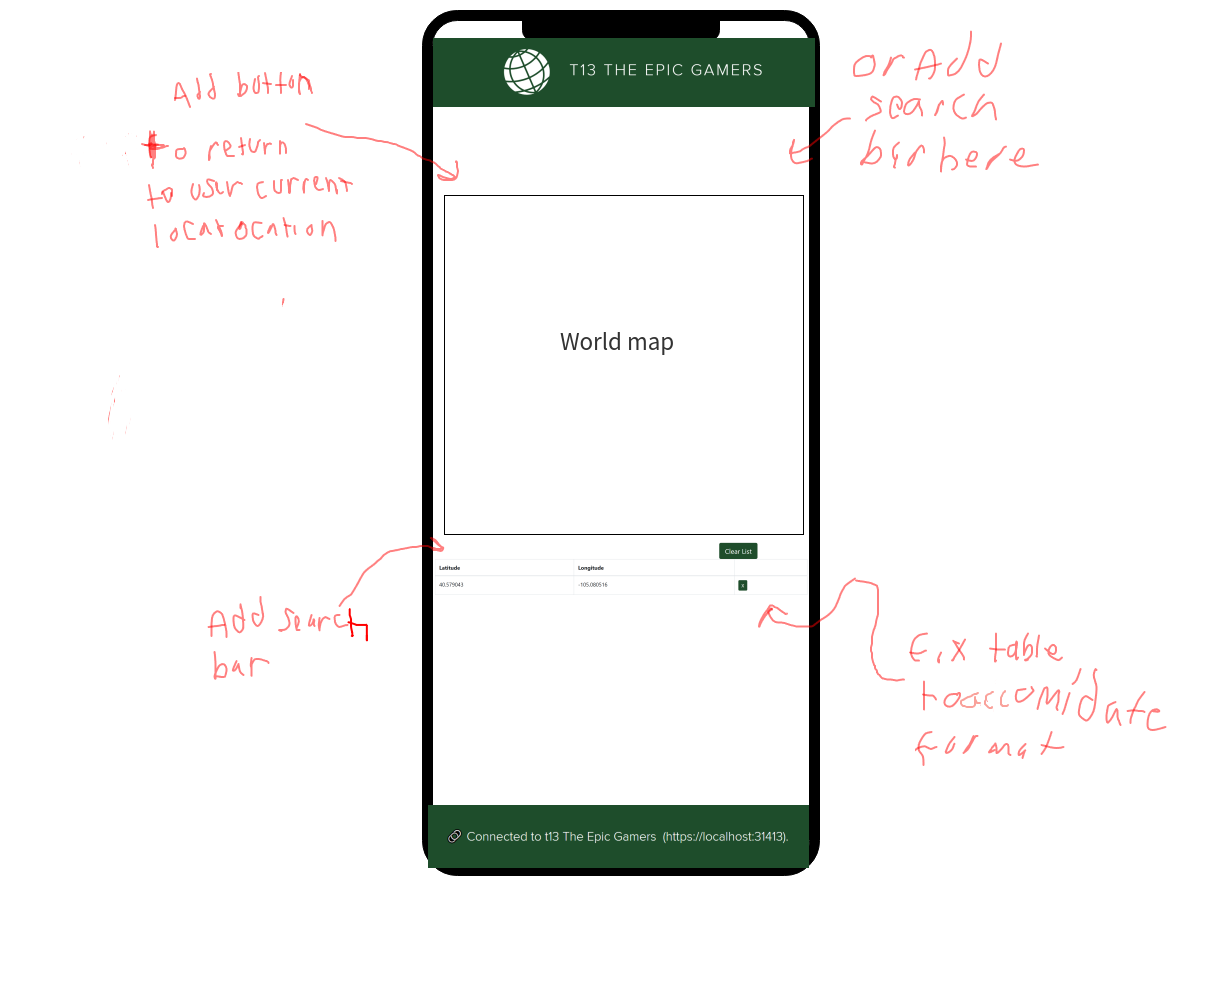 T13 THE EPIC GAMERS
Add button
to return
to user current
locatocation
or Add
search
bar here
World map
Clear List
Latitude Longitude
40.579043 -105.080516 x
Add search
bar
Fix table
to accomidate
format
Connected to t13 The Epic Gamers (https://localhost:31413).